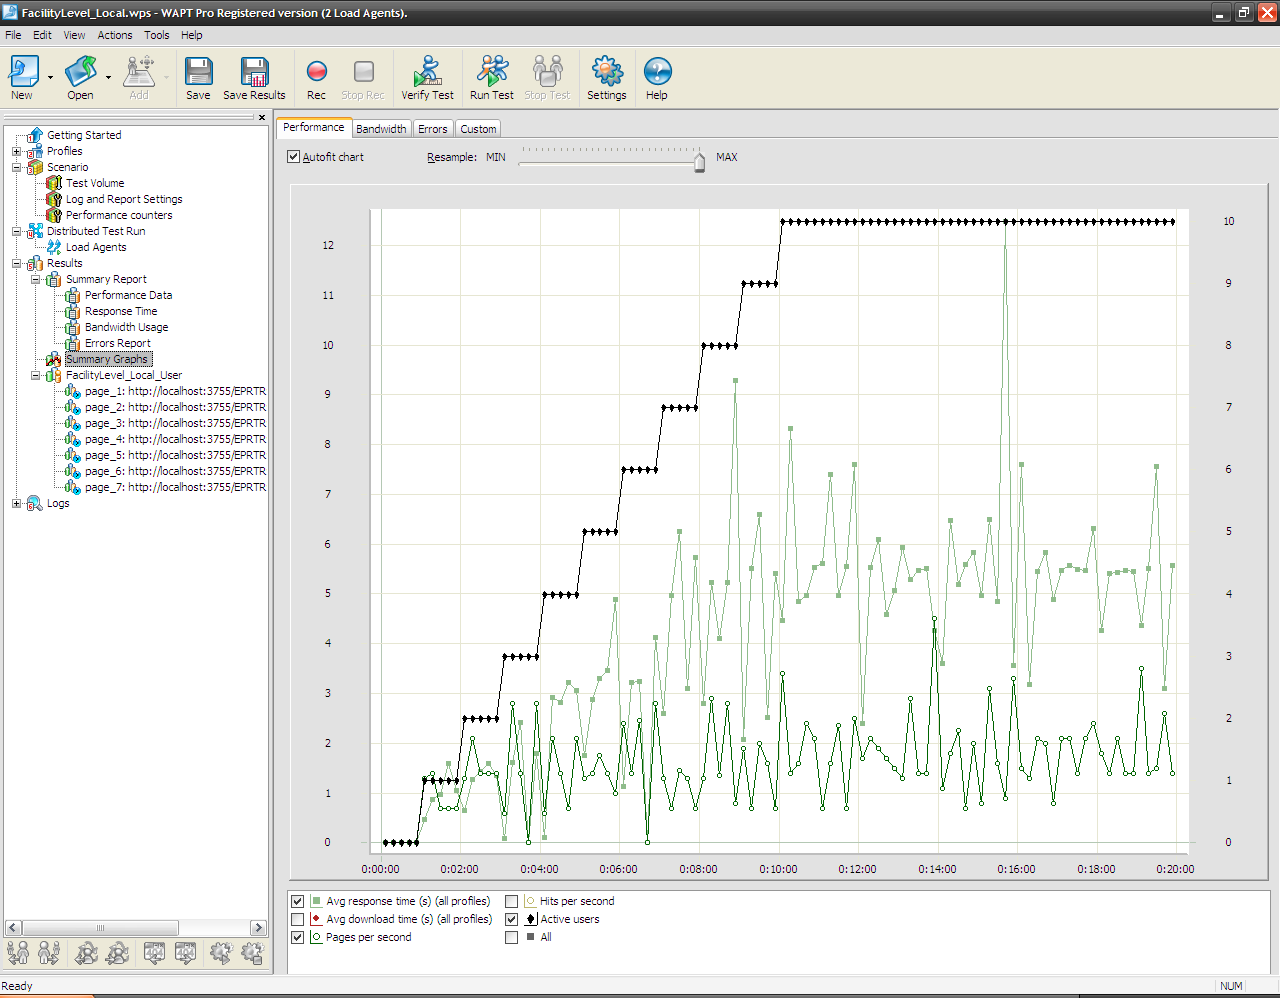 FacilityLevel_Local.wps - WAPT Pro Registered version (2 Load Agents).
File Edit View Actions Tools Help
New Open Add Save Save Results Rec Stop Rec Verify Test Run Test Stop Test Settings Help
Getting Started
Profiles
Scenario
Test Volume
Log and Report Settings
Performance counters
Distributed Test Run
Load Agents
Results
Summary Report
Performance Data
Response Time
Bandwidth Usage
Errors Report
Summary Graphs
FacilityLevel_Local_User
page_1: http://localhost:3755/EPRTR
page_2: http://localhost:3755/EPRTR
page_3: http://localhost:3755/EPRTR
page_4: http://localhost:3755/EPRTR
page_5: http://localhost:3755/EPRTR
page_6: http://localhost:3755/EPRTR
page_7: http://localhost:3755/EPRTR
Logs
Performance Bandwidth Errors Custom
Autofit chart Resample: MIN MAX
12
11
10
9
8
7
6
5
4
3
2
1
0
10
9
8
7
6
5
4
3
2
1
0
0:00:00 0:02:00 0:04:00 0:06:00 0:08:00 0:10:00 0:12:00 0:14:00 0:16:00 0:18:00 0:20:00
Avg response time (s) (all profiles) Hits per second
Avg download time (s) (all profiles) Active users
Pages per second All
Ready NUM